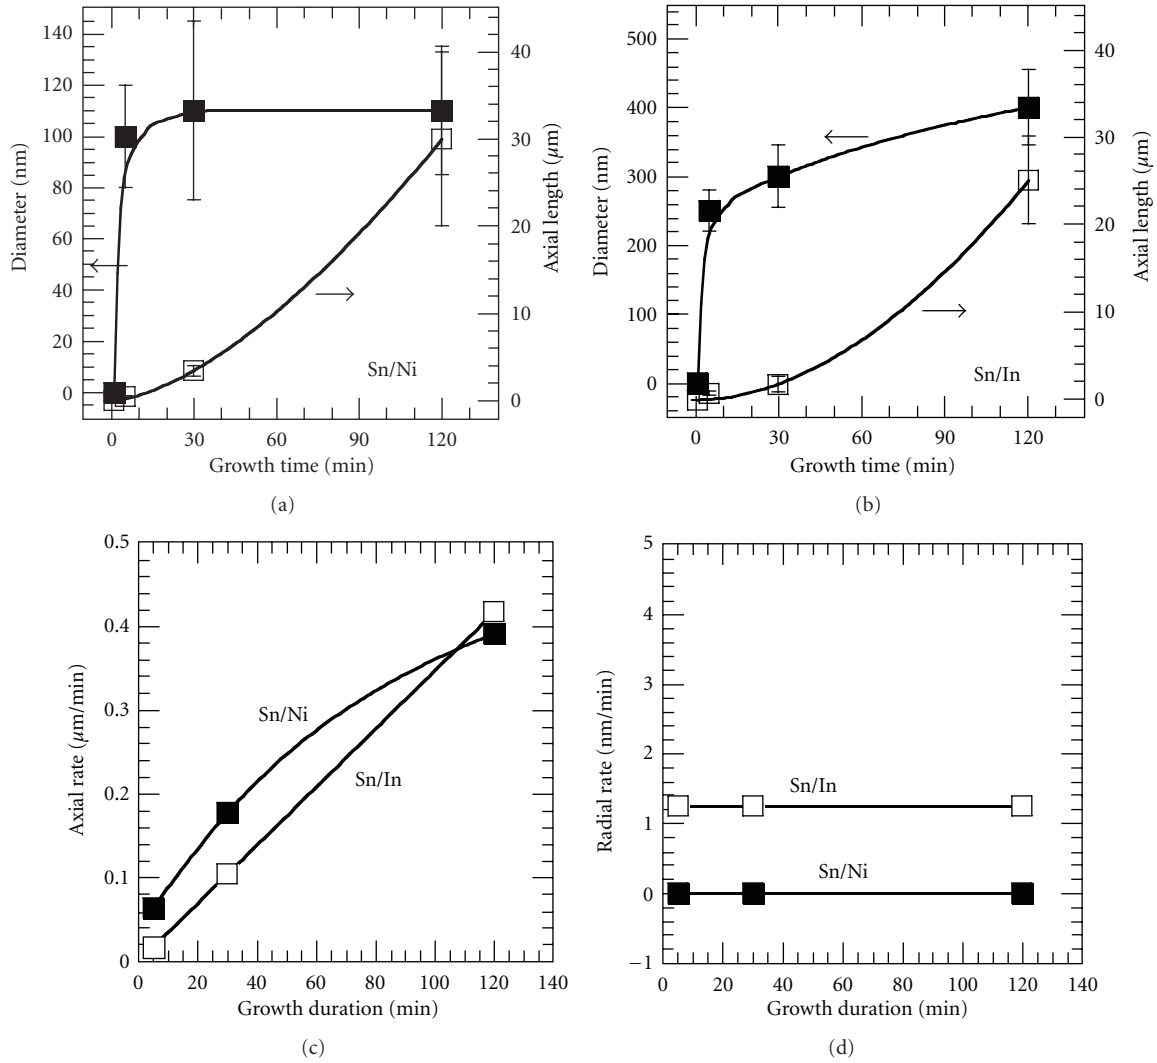 140
120
100
80
60
40
20
0
Diameter (nm)
40
30
20
10
0
Axial length (μm)
Sn/Ni
0 30 60 90 120
Growth time (min)
(a)
500
400
300
200
100
0
Diameter (nm)
40
30
20
10
0
Axial length (μm)
Sn/In
0 30 60 90 120
Growth time (min)
(b)
0.5
0.4
0.3
0.2
0.1
0
Axial rate (μm/min)
Sn/Ni
Sn/In
0 20 40 60 80 100 120 140
Growth duration (min)
(c)
5
4
3
2
1
0
−1
Radial rate (nm/min)
Sn/In
Sn/Ni
0 20 40 60 80 100 120 140
Growth duration (min)
(d)